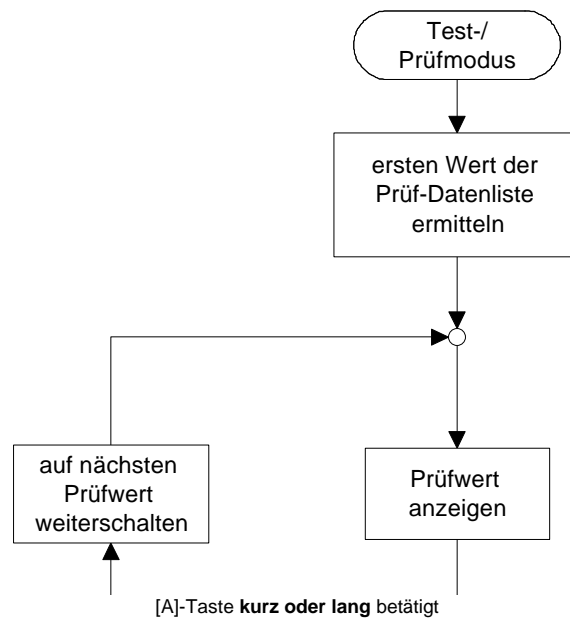 Test-/
Prüfmodus
ersten Wert der
Prüf-Datenliste
ermitteln
auf nächsten
Prüfwert
weiterschalten
Prüfwert
anzeigen
[A]-Taste kurz oder lang betätigt